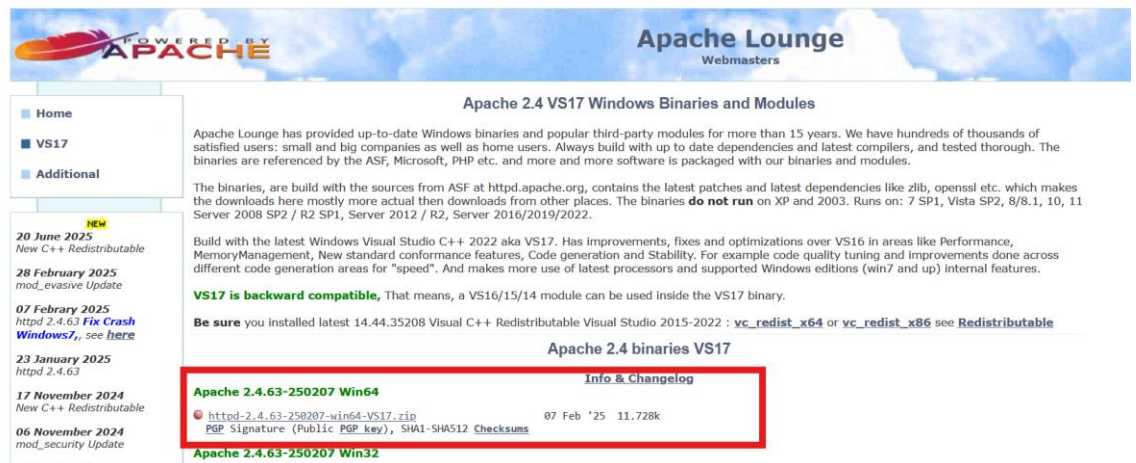 POWERED BY
APACHE
Apache Lounge
Webmasters
Home
VS17
Additional
NEW
20 June 2025
New C++ Redistributable
28 February 2025
mod_evasive Update
07 Febrary 2025
httpd 2.4.63 Fix Crash
Windows7,, see here
23 January 2025
httpd 2.4.63
17 November 2024
New C++ Redistributable
06 November 2024
mod_security Update
Apache 2.4 VS17 Windows Binaries and Modules
Apache Lounge has provided up-to-date Windows binaries and popular third-party modules for more than 15 years. We have hundreds of thousands of
satisfied users: small and big companies as well as home users. Always build with up to date dependencies and latest compilers, and tested thorough. The
binaries are referenced by the ASF, Microsoft, PHP etc. and more and more software is packaged with our binaries and modules.
The binaries, are build with the sources from ASF at httpd.apache.org, contains the latest patches and latest dependencies like zlib, openssl etc. which makes
the downloads here mostly more actual then downloads from other places. The binaries do not run on XP and 2003. Runs on: 7 SP1, Vista SP2, 8/8.1, 10, 11
Server 2008 SP2 / R2 SP1, Server 2012 / R2, Server 2016/2019/2022.
Build with the latest Windows Visual Studio C++ 2022 aka VS17. Has improvements, fixes and optimizations over VS16 in areas like Performance,
MemoryManagement, New standard conformance features, Code generation and Stability. For example code quality tuning and improvements done across
different code generation areas for "speed". And makes more use of latest processors and supported Windows editions (win7 and up) internal features.
VS17 is backward compatible, That means, a VS16/15/14 module can be used inside the VS17 binary.
Be sure you installed latest 14.44.35208 Visual C++ Redistributable Visual Studio 2015-2022 : vc_redist_x64 or vc_redist_x86 see Redistributable
Apache 2.4 binaries VS17
Info & Changelog
Apache 2.4.63-250207 Win64
httpd-2.4.63-250207-win64-VS17.zip 07 Feb '25 11.728k
PGP Signature (Public PGP key), SHA1-SHA512 Checksums
Apache 2.4.63-250207 Win32